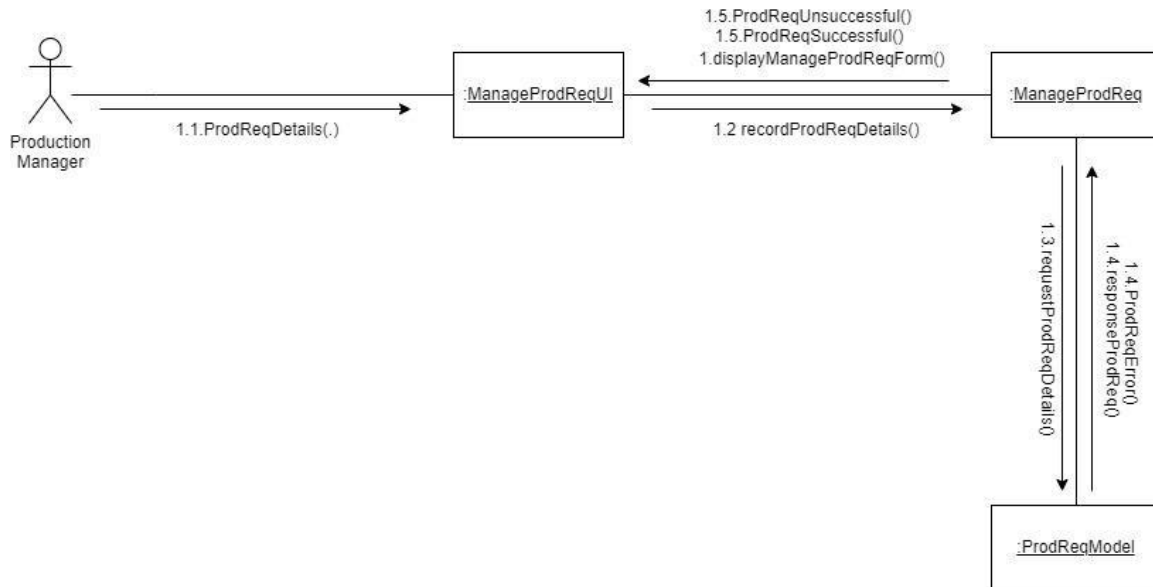 1.5.ProdReqUnsuccessful()
1.5.ProdReqSuccessful()
1.displayManageProdReqForm()
:ManageProdReqUI
:ManageProdReq
1.1.ProdReqDetails(.)
1.2 recordProdReqDetails()
Production
Manager
1.3.requestProdReqDetails()
1.4.ProdReqError()
1.4.responseProdReq()
:ProdReqModel